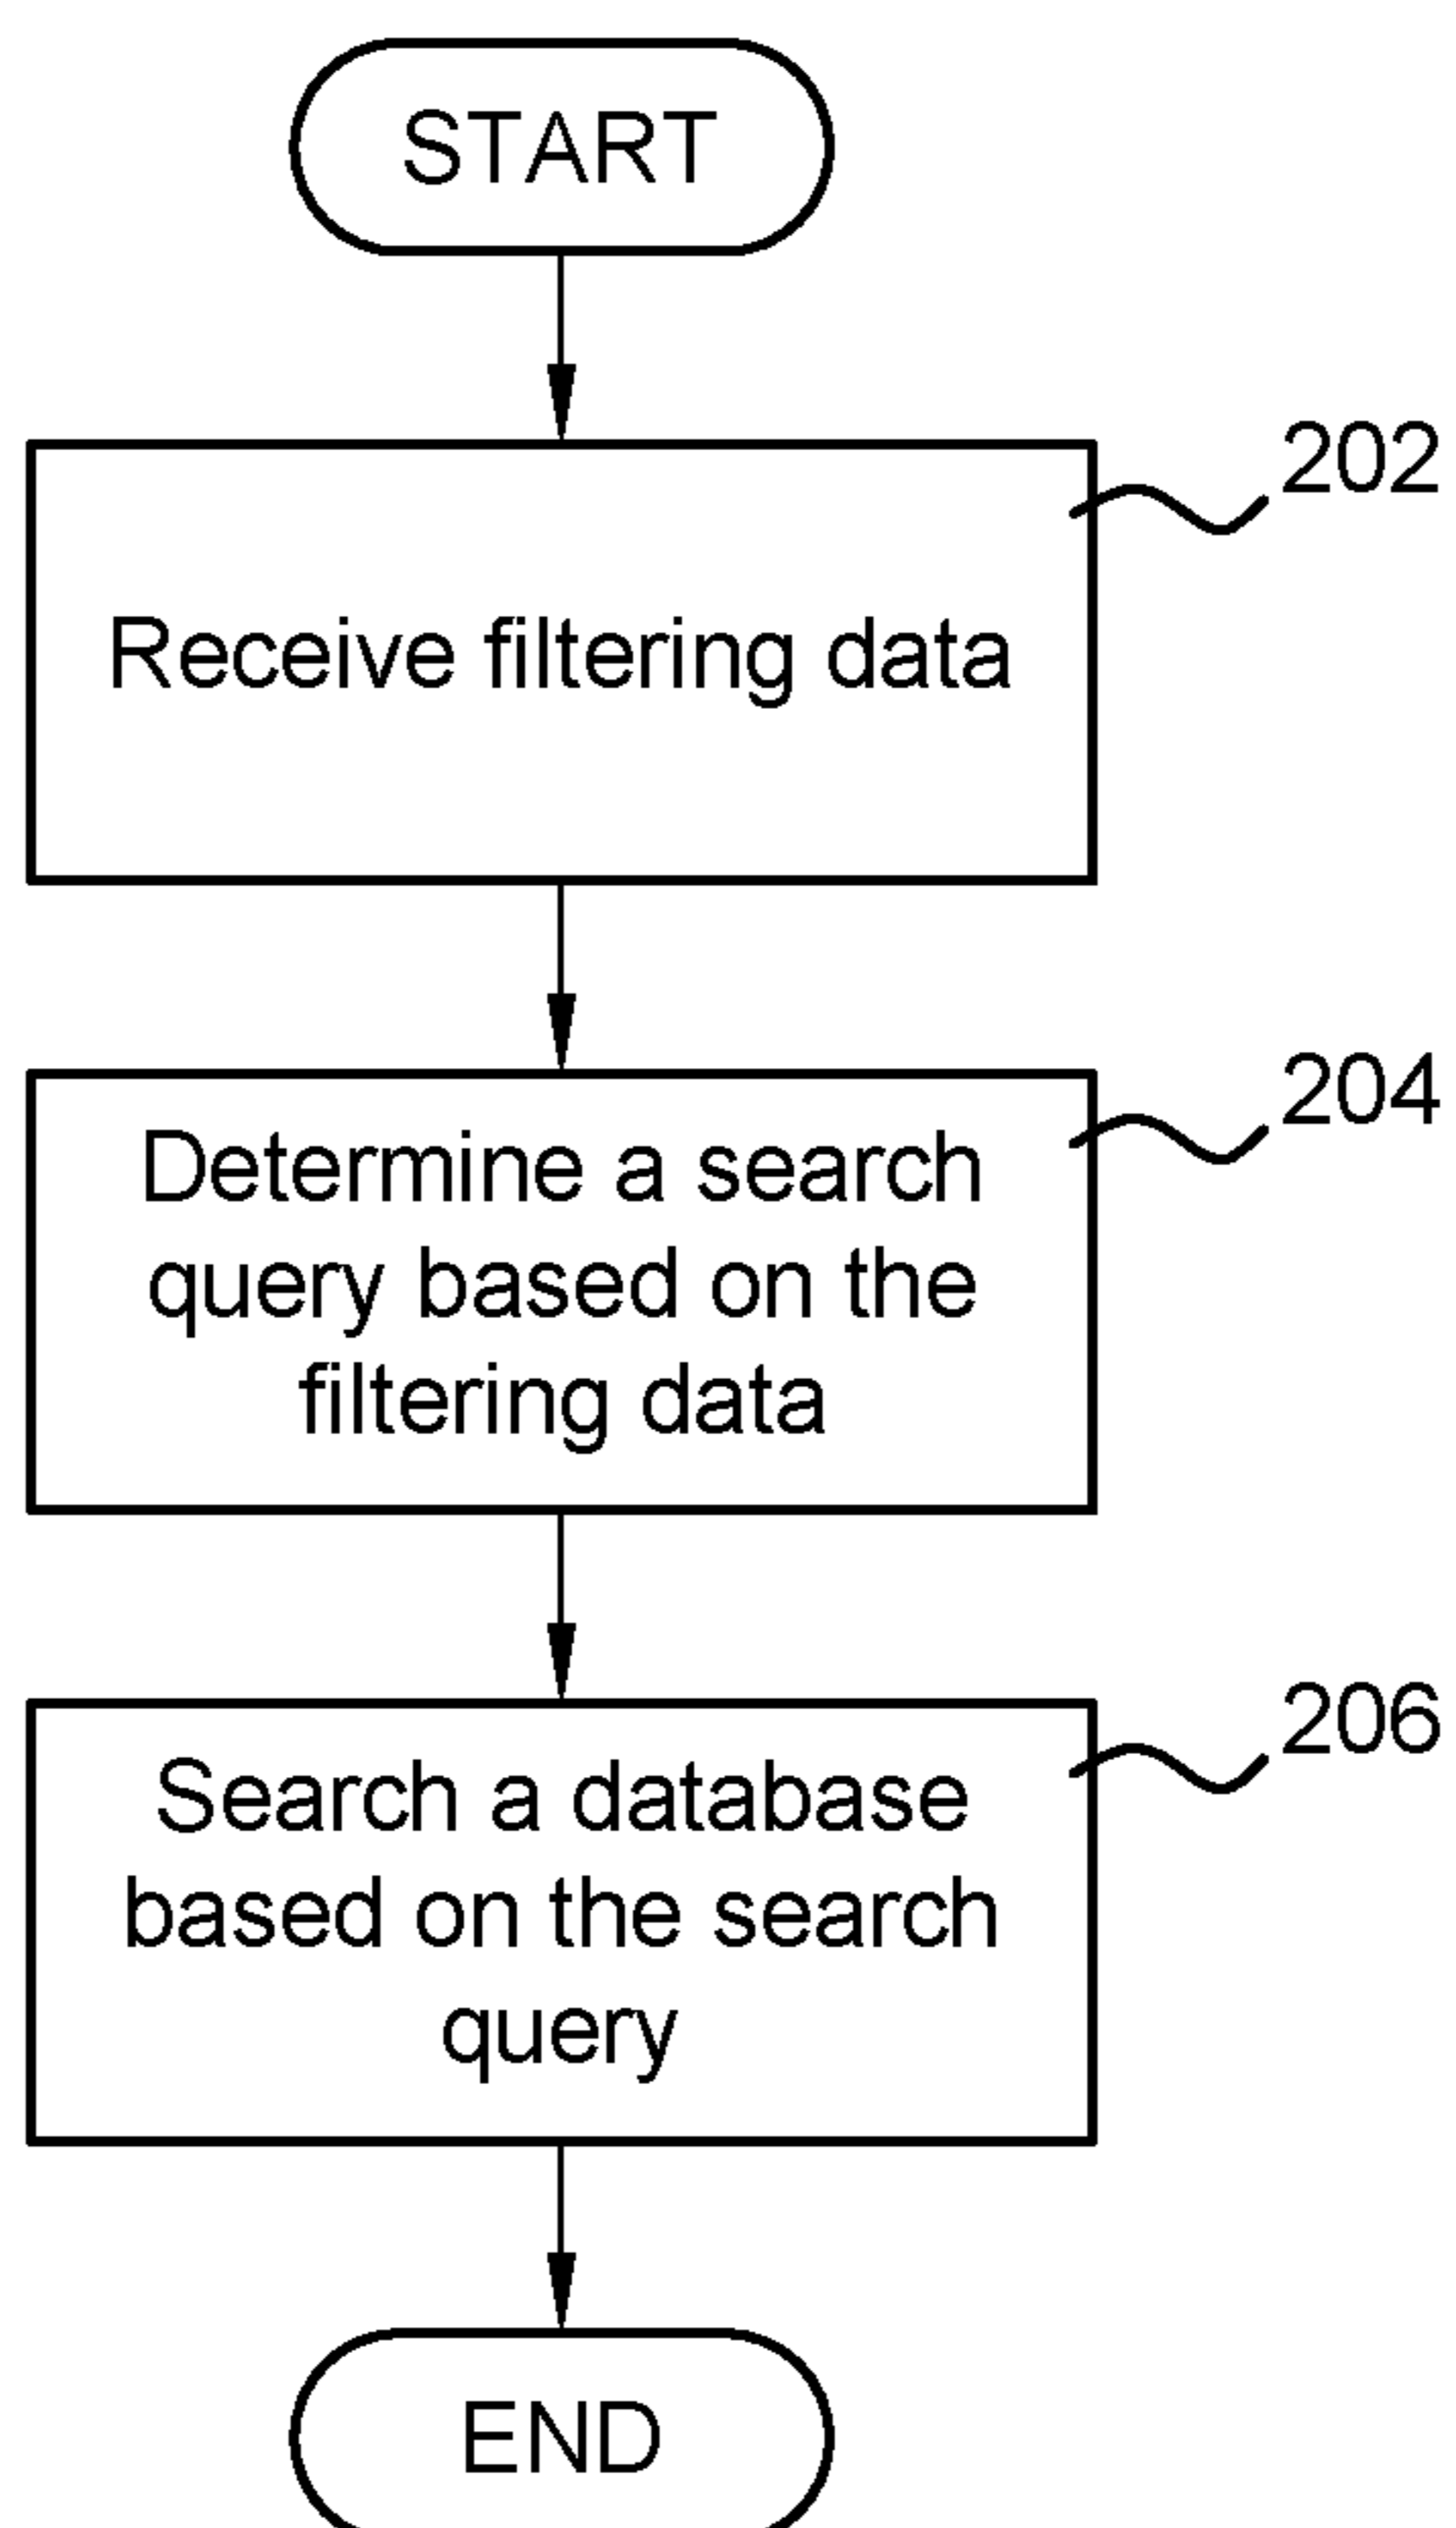 START
202
Receive filtering data
204
Determine a search
query based on the
filtering data
206
Search a database
based on the search
query
END